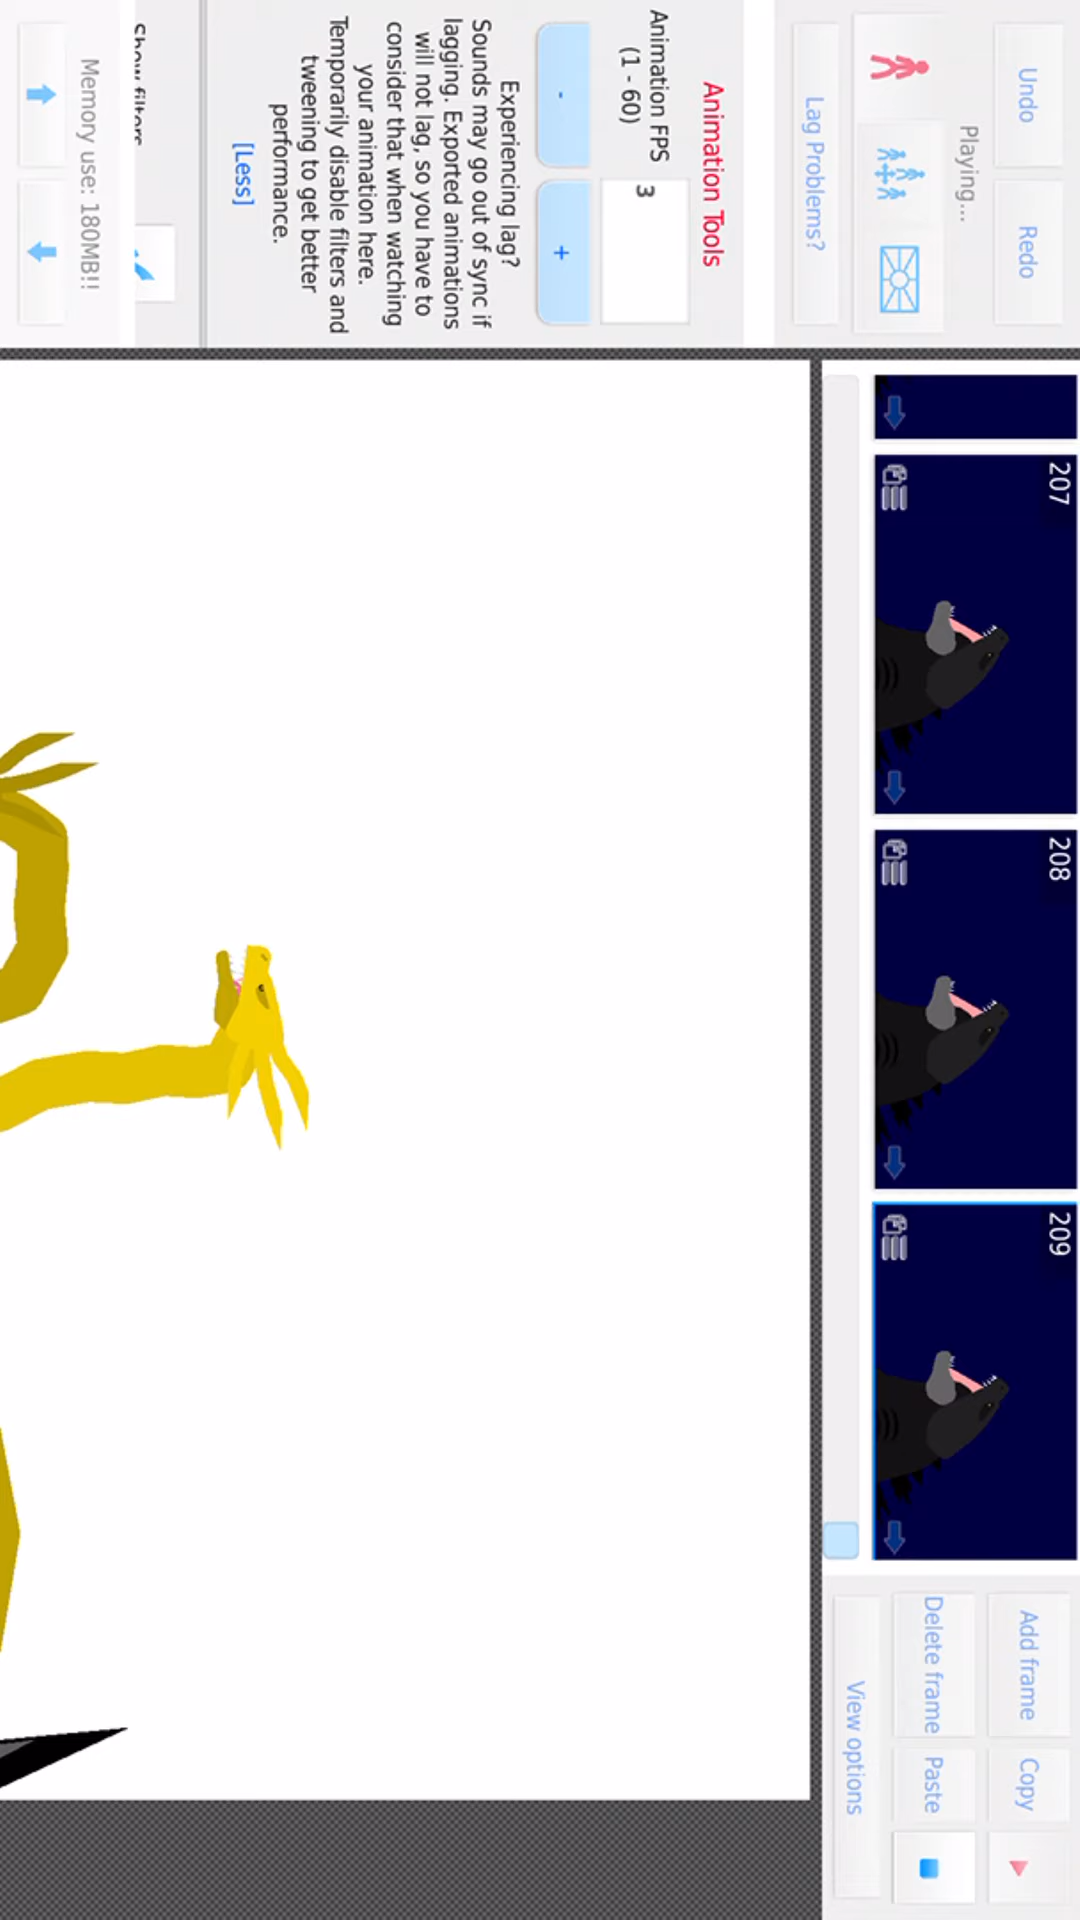 Undo
Redo
Playing...
Lag Problems?
Animation Tools
Animation FPS
(1 - 60)
3
-
+
Experiencing lag?
Sounds may go out of sync if
lagging. Exported animations
will not lag, so you have to
consider that when watching
your animation here.
Temporarily disable filters and
tweening to get better
performance.
[Less]
Show filters
Memory use: 180MB!!
207
208
209
Add frame
Copy
Delete frame
Paste
View options